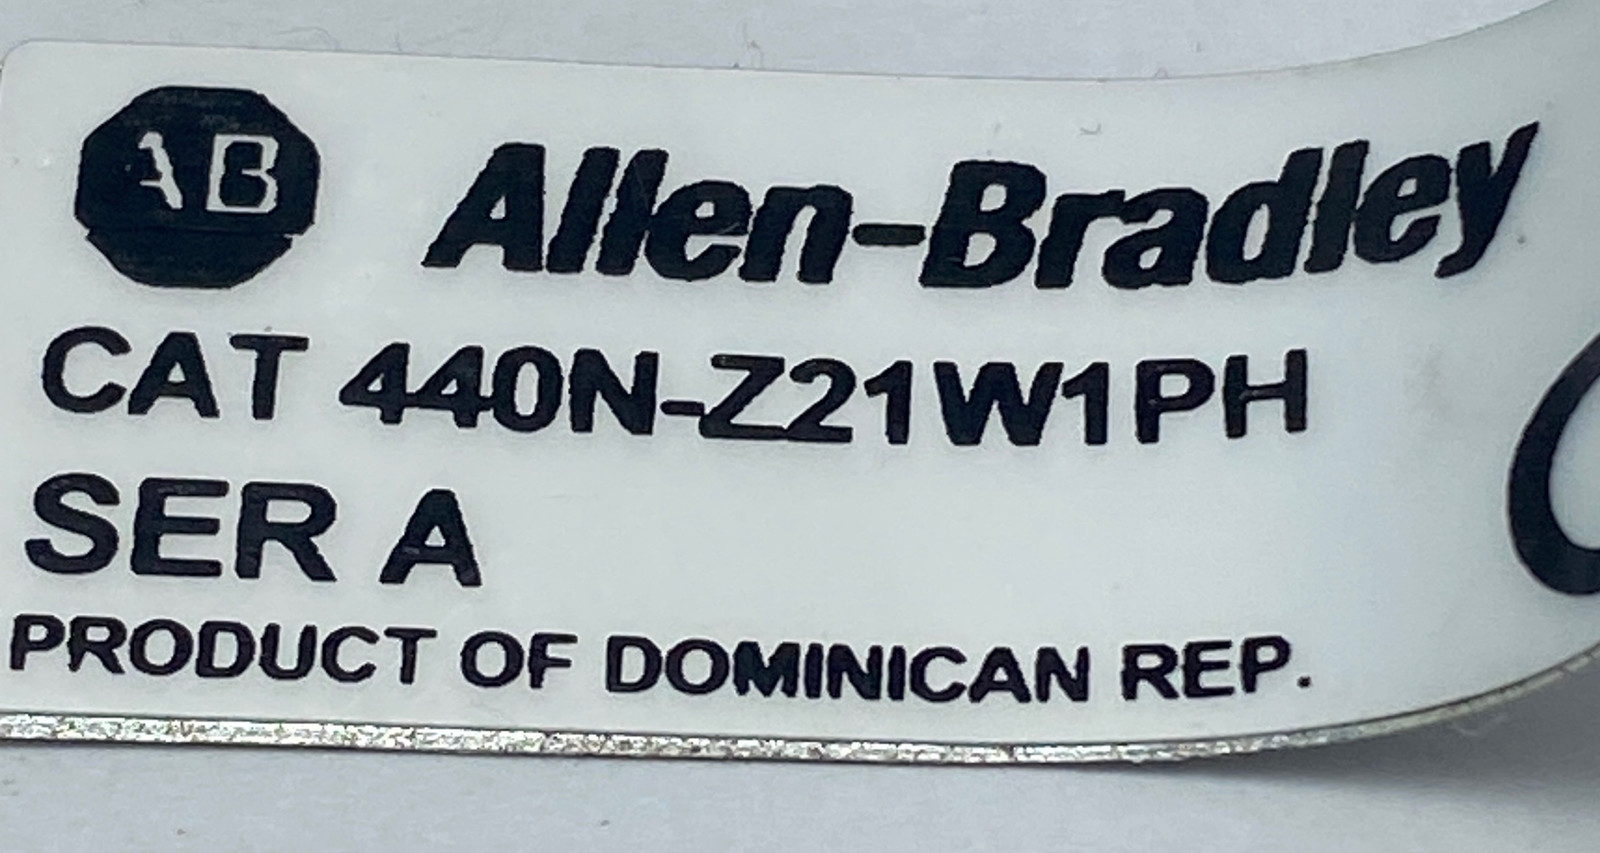 AB Allen-Bradley
CAT 440N-Z21W1PH
SER A
PRODUCT OF DOMINICAN REP.